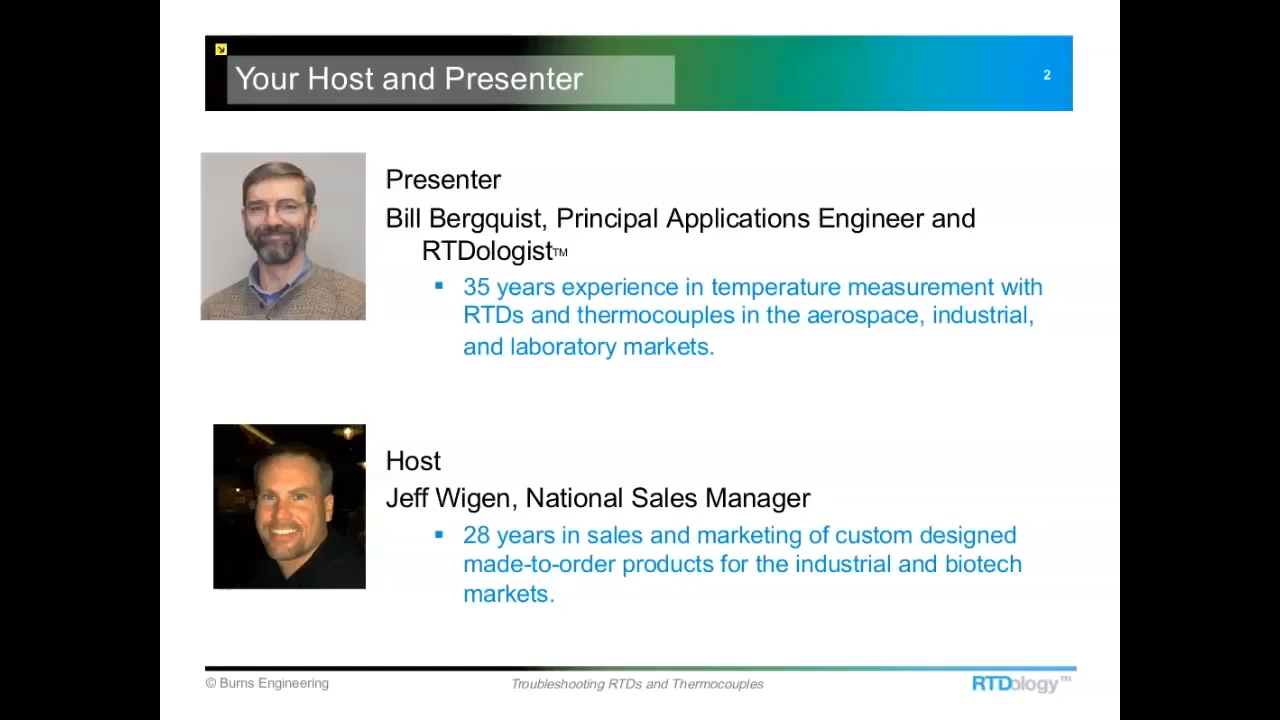 Your Host and Presenter
2
Presenter
Bill Bergquist, Principal Applications Engineer and
RTDologist™
▪ 35 years experience in temperature measurement with
RTDs and thermocouples in the aerospace, industrial,
and laboratory markets.
Host
Jeff Wigen, National Sales Manager
▪ 28 years in sales and marketing of custom designed
made-to-order products for the industrial and biotech
markets.
© Burns Engineering
Troubleshooting RTDs and Thermocouples
RTDology™